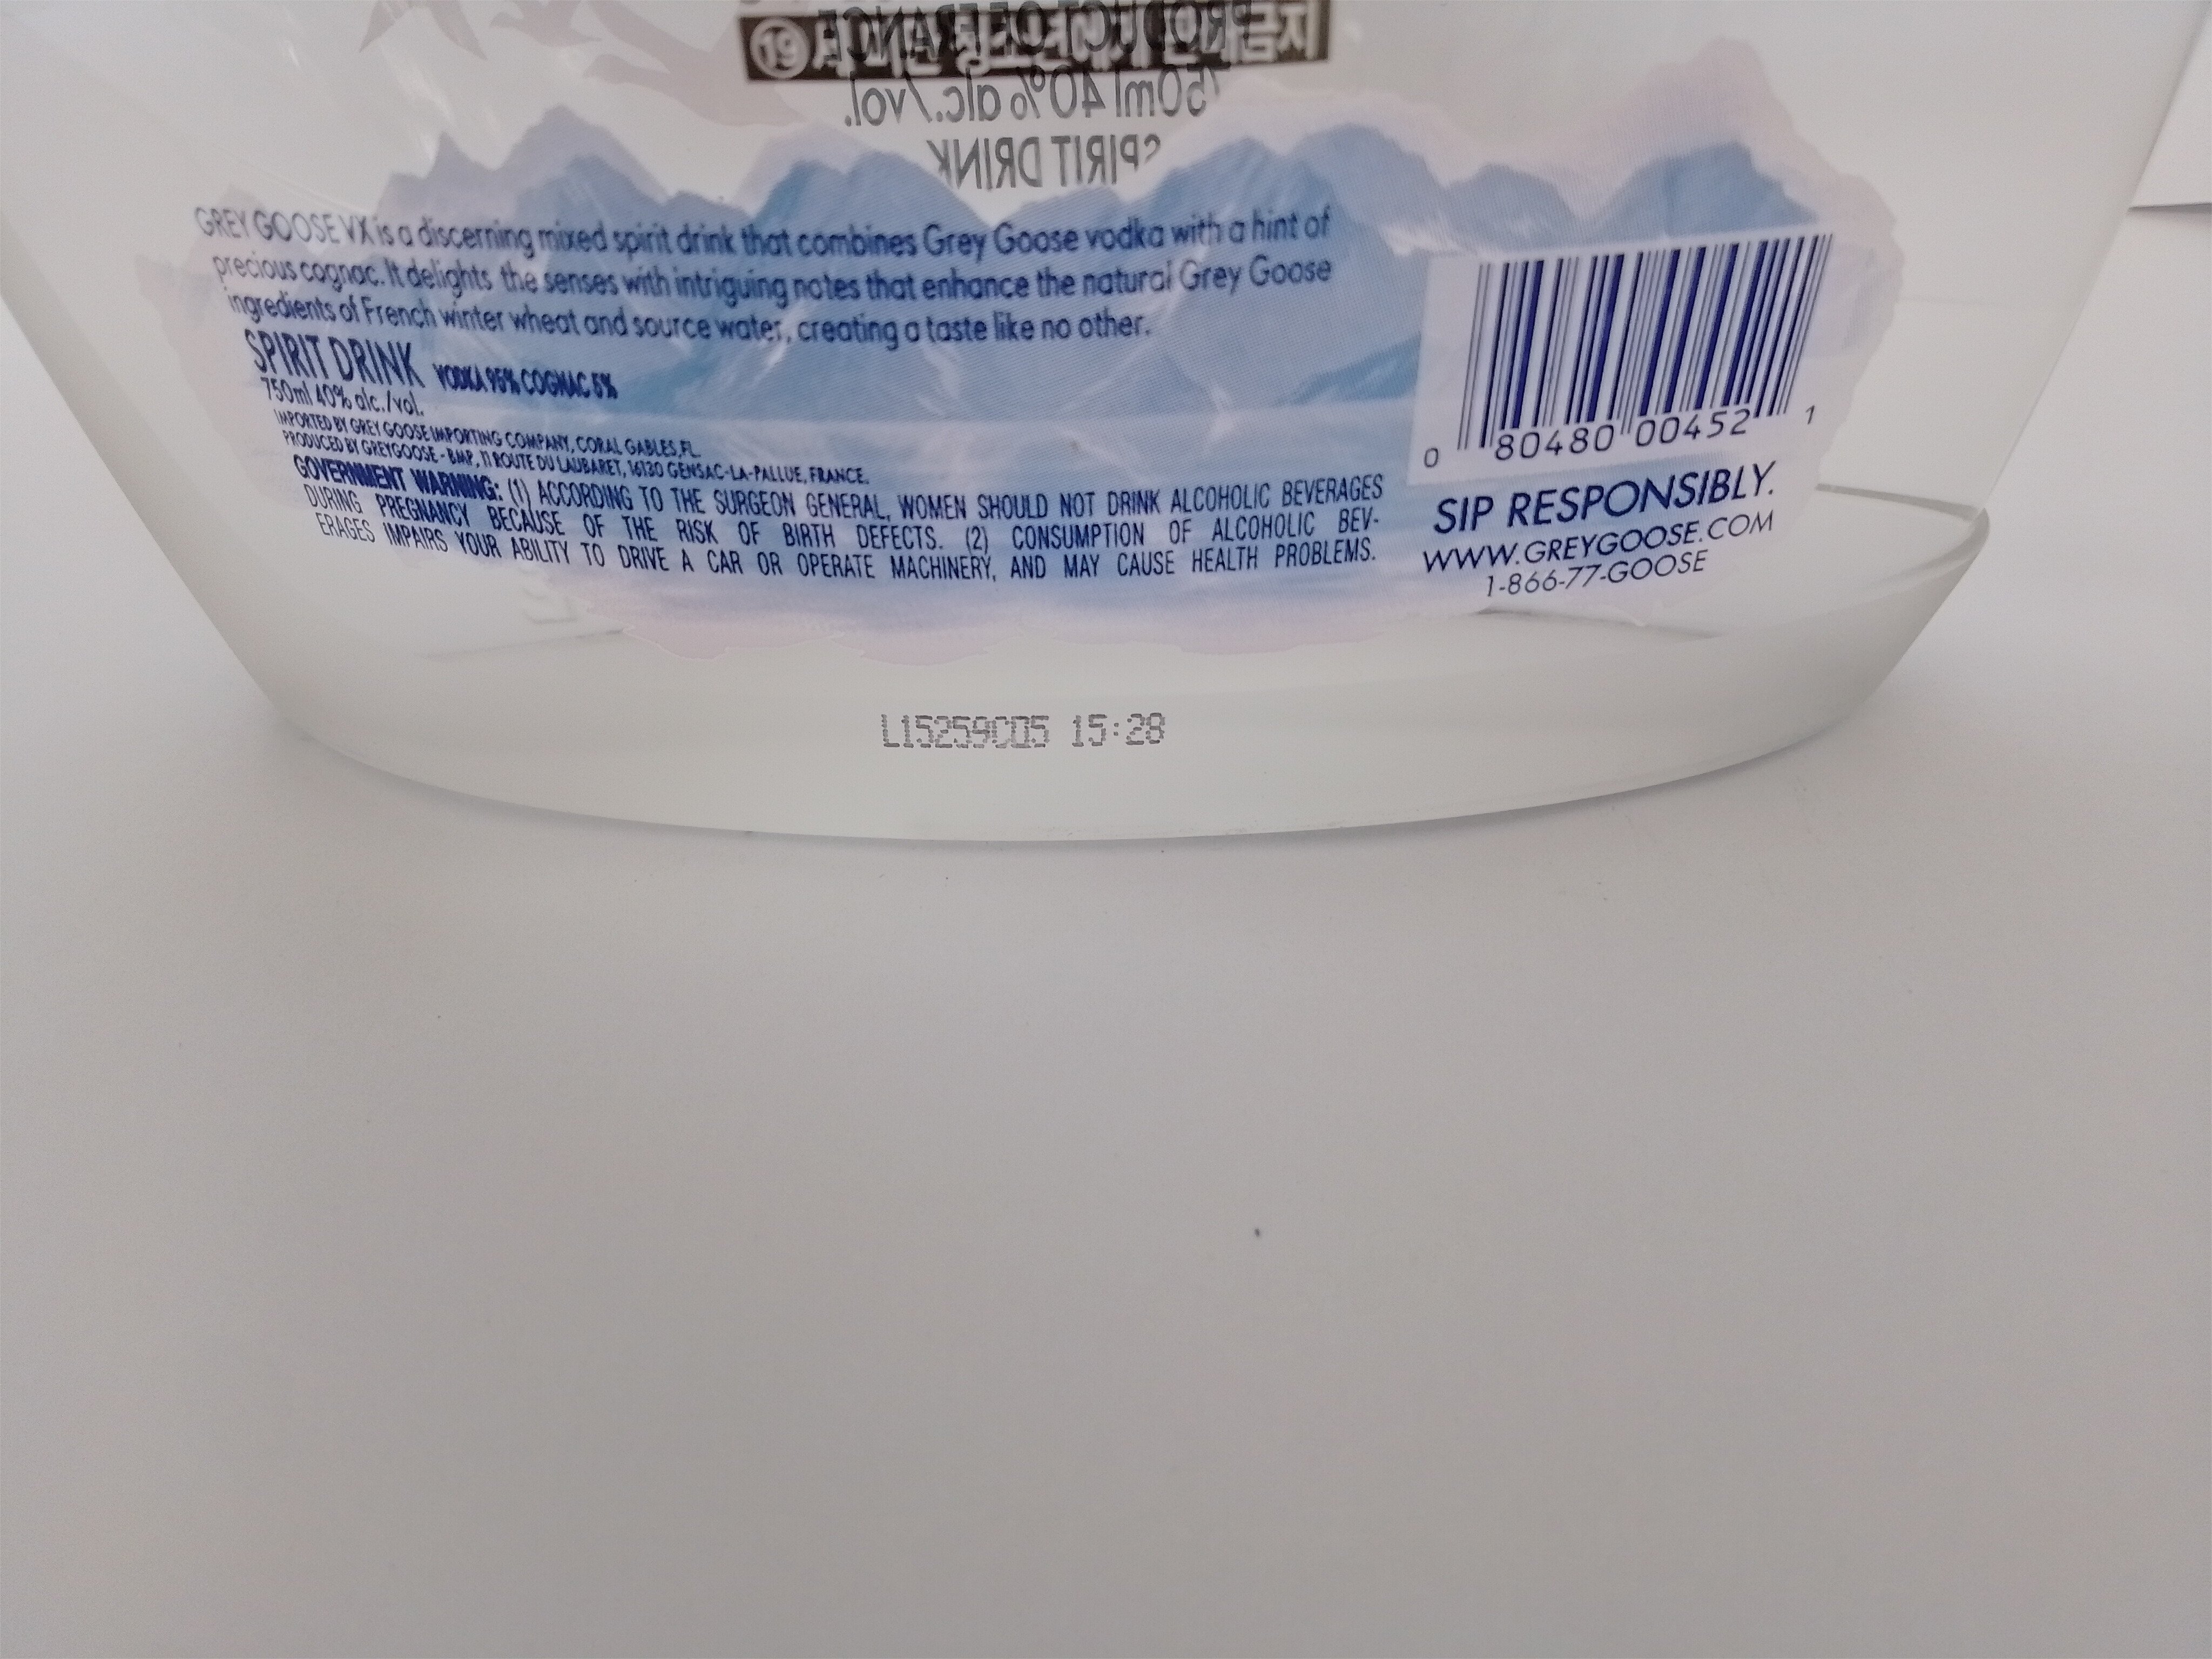 PRODUCT OF FRANCE
750ml 40% alc./vol.
SPIRIT DRINK
GREY GOOSE VX is a discerning mixed spirit drink that combines Grey Goose vodka with a hint of
precious cognac. It delights the senses with intriguing notes that enhance the natural Grey Goose
ingredients of French winter wheat and source water, creating a taste like no other.
SPIRIT DRINK VODKA 95% COGNAC 5%
750ml 40% alc./vol.
IMPORTED BY GREY GOOSE IMPORTING COMPANY, CORAL GABLES, FL.
PRODUCED BY GREYGOOSE - BMP, 11 ROUTE DU LAUBARET, 16130 GENSAC-LA-PALLUE, FRANCE.
GOVERNMENT WARNING: (1) ACCORDING TO THE SURGEON GENERAL, WOMEN SHOULD NOT DRINK ALCOHOLIC BEVERAGES
DURING PREGNANCY BECAUSE OF THE RISK OF BIRTH DEFECTS. (2) CONSUMPTION OF ALCOHOLIC BEV-
ERAGES IMPAIRS YOUR ABILITY TO DRIVE A CAR OR OPERATE MACHINERY, AND MAY CAUSE HEALTH PROBLEMS.
0 80480 00452 1
SIP RESPONSIBLY.
WWW.GREYGOOSE.COM
1-866-77-GOOSE
L15259C05 15:28